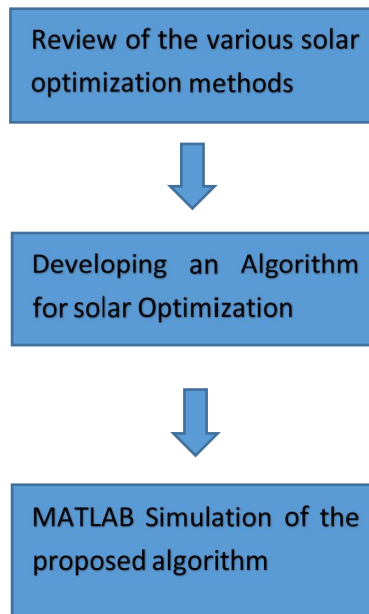 Review of the various solar
optimization methods
Developing an Algorithm
for solar Optimization
MATLAB Simulation of the
proposed algorithm